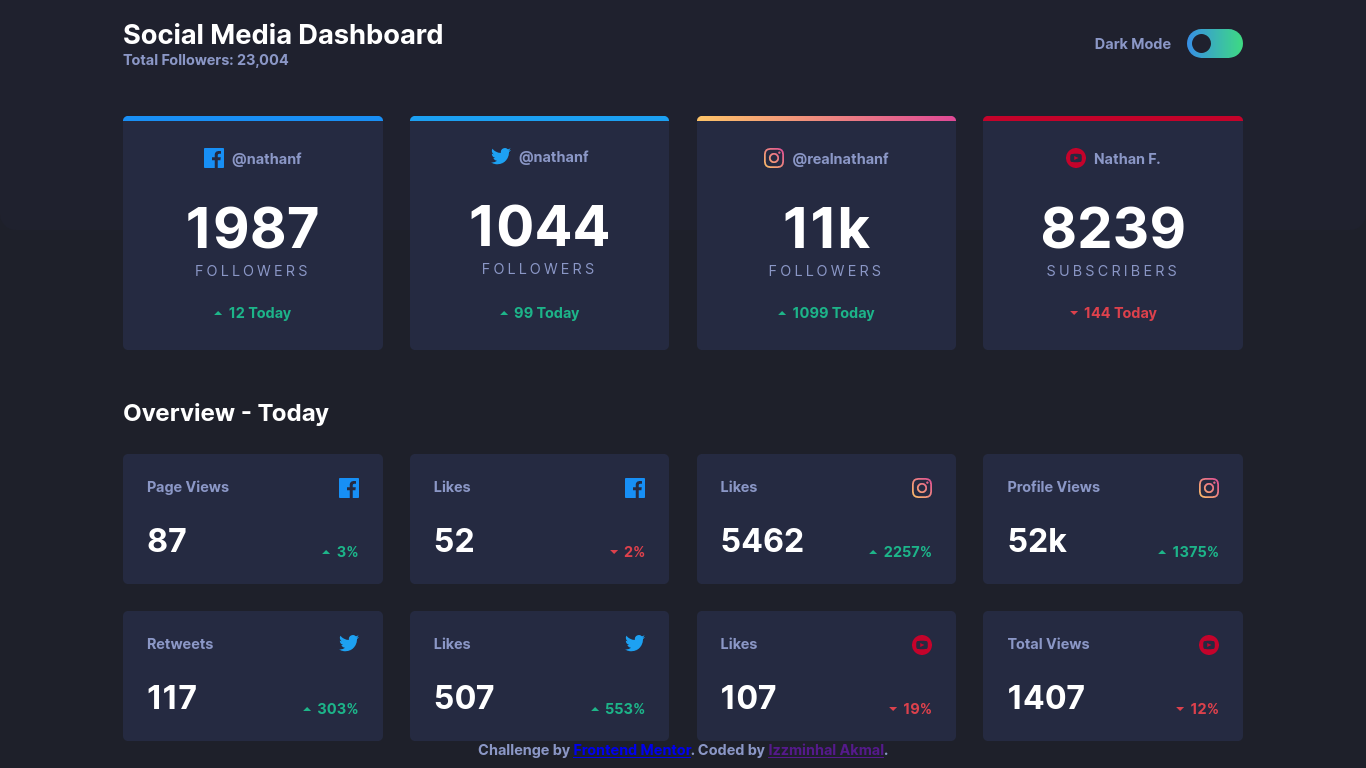 Social Media Dashboard
Total Followers: 23,004
Dark Mode
@nathanf
1987
FOLLOWERS
12 Today
@nathanf
1044
FOLLOWERS
99 Today
@realnathanf
11k
FOLLOWERS
1099 Today
Nathan F.
8239
SUBSCRIBERS
144 Today
Overview - Today
Page Views
87
3%
Likes
52
2%
Likes
5462
2257%
Profile Views
52k
1375%
Retweets
117
303%
Likes
507
553%
Likes
107
19%
Total Views
1407
12%
Challenge by Frontend Mentor. Coded by Izzminhal Akmal.